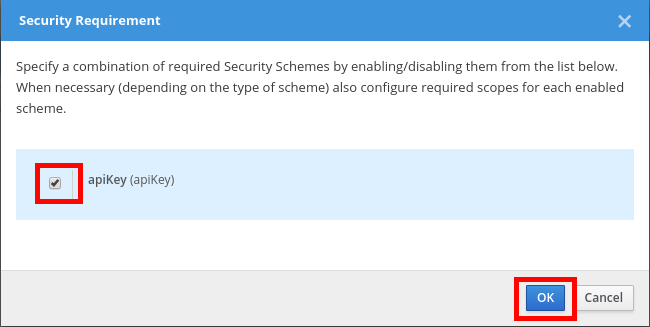 Security Requirement
Specify a combination of required Security Schemes by enabling/disabling them from the list below.
When necessary (depending on the type of scheme) also configure required scopes for each enabled
scheme.
apiKey (apiKey)
OK Cancel